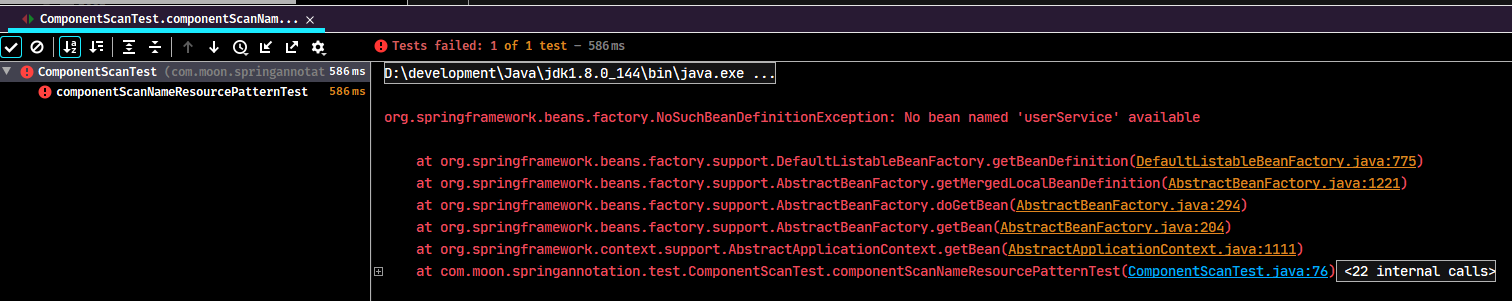 ComponentScanTest.componentScanNam... ×
Tests failed: 1 of 1 test – 586 ms
ComponentScanTest (com.moon.springannotat 586 ms
componentScanNameResourcePatternTest 586 ms
D:\development\Java\jdk1.8.0_144\bin\java.exe ...
org.springframework.beans.factory.NoSuchBeanDefinitionException: No bean named 'userService' available
at org.springframework.beans.factory.support.DefaultListableBeanFactory.getBeanDefinition(DefaultListableBeanFactory.java:775)
at org.springframework.beans.factory.support.AbstractBeanFactory.getMergedLocalBeanDefinition(AbstractBeanFactory.java:1221)
at org.springframework.beans.factory.support.AbstractBeanFactory.doGetBean(AbstractBeanFactory.java:294)
at org.springframework.beans.factory.support.AbstractBeanFactory.getBean(AbstractBeanFactory.java:204)
at org.springframework.context.support.AbstractApplicationContext.getBean(AbstractApplicationContext.java:1111)
at com.moon.springannotation.test.ComponentScanTest.componentScanNameResourcePatternTest(ComponentScanTest.java:76) <22 internal calls>